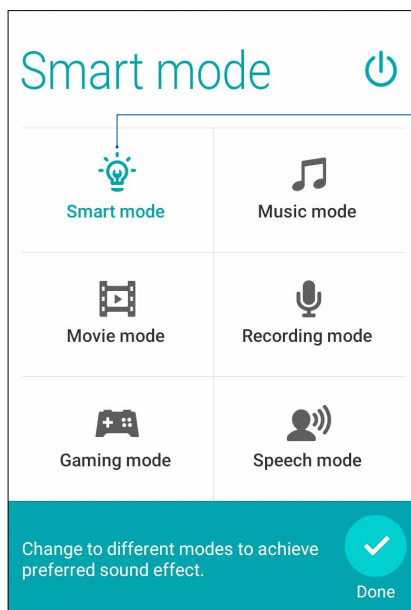 Smart mode
Smart mode
Music mode
Movie mode
Recording mode
Gaming mode
Speech mode
Change to different modes to achieve
preferred sound effect.
Done